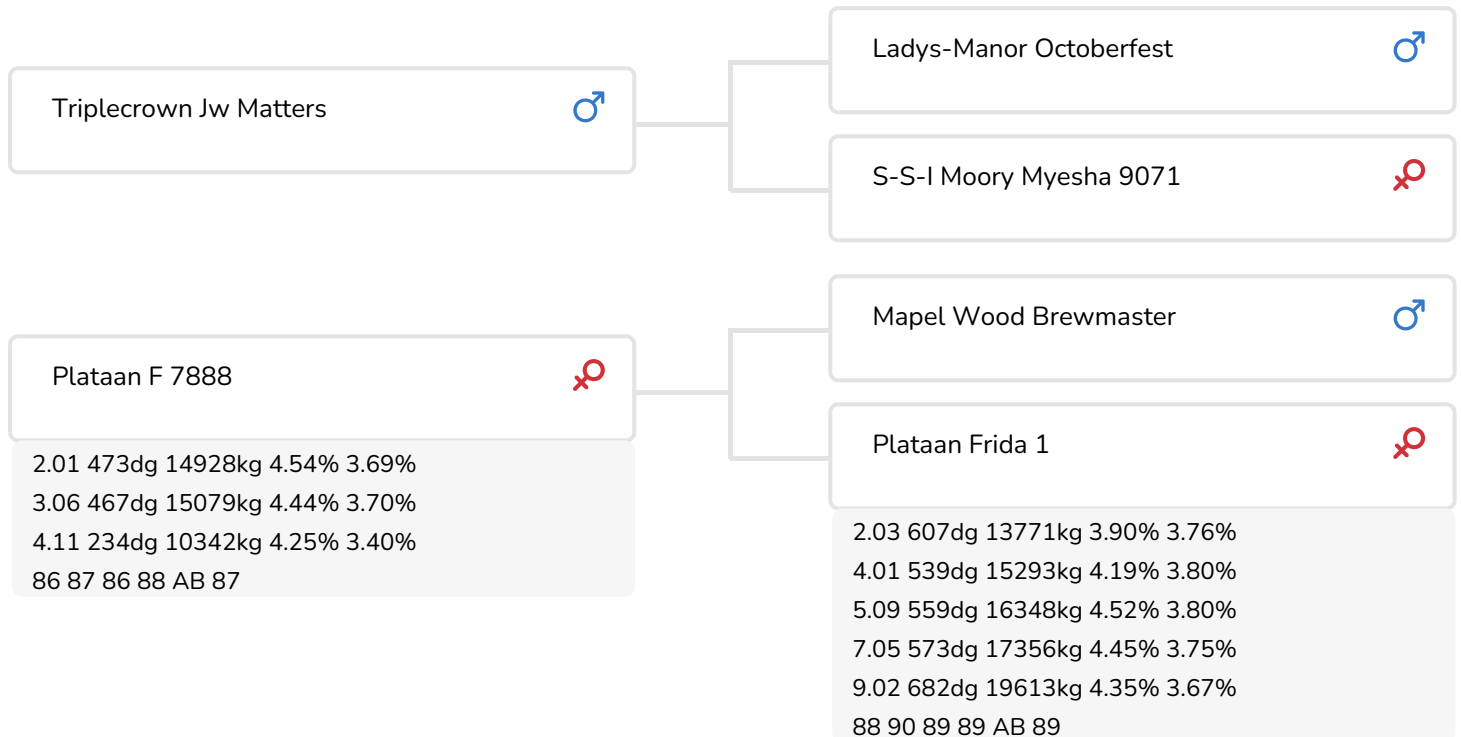 Triplecrown Jw Matters
Ladys-Manor Octoberfest
S-S-I Moory Myesha 9071
Plataan F 7888
2.01 473dg 14928kg 4.54% 3.69%
3.06 467dg 15079kg 4.44% 3.70%
4.11 234dg 10342kg 4.25% 3.40%
86 87 86 88 AB 87
Mapel Wood Brewmaster
Plataan Frida 1
2.03 607dg 13771kg 3.90% 3.76%
4.01 539dg 15293kg 4.19% 3.80%
5.09 559dg 16348kg 4.52% 3.80%
7.05 573dg 17356kg 4.45% 3.75%
9.02 682dg 19613kg 4.35% 3.67%
88 90 89 89 AB 89